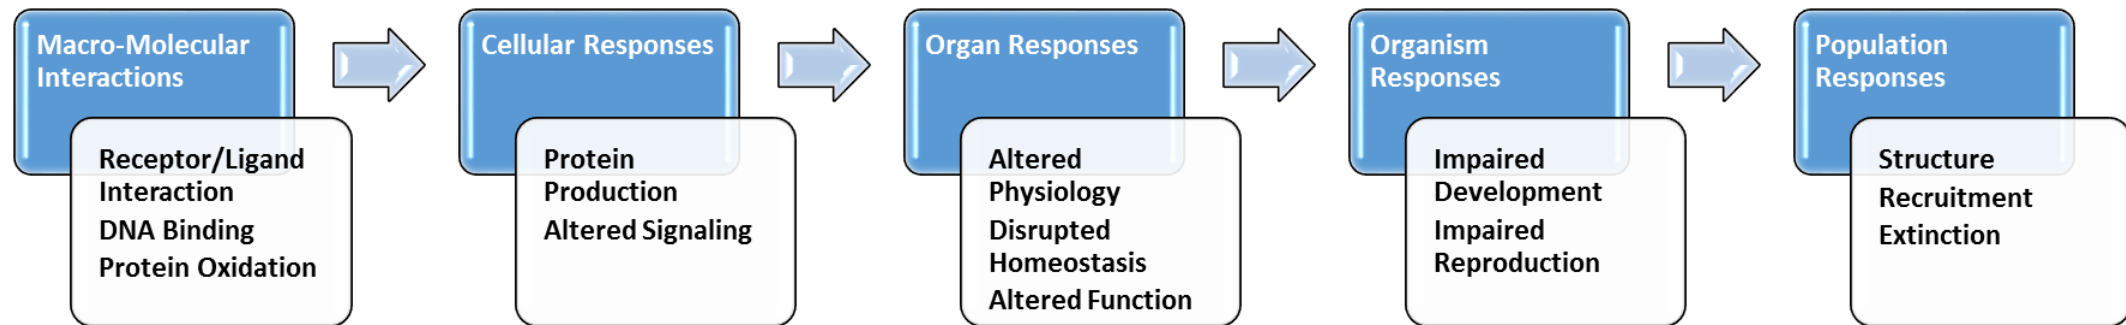 Macro-Molecular
Interactions
Receptor/Ligand
Interaction
DNA Binding
Protein Oxidation
Cellular Responses
Protein
Production
Altered Signaling
Organ Responses
Altered
Physiology
Disrupted
Homeostasis
Altered Function
Organism
Responses
Impaired
Development
Impaired
Reproduction
Population
Responses
Structure
Recruitment
Extinction